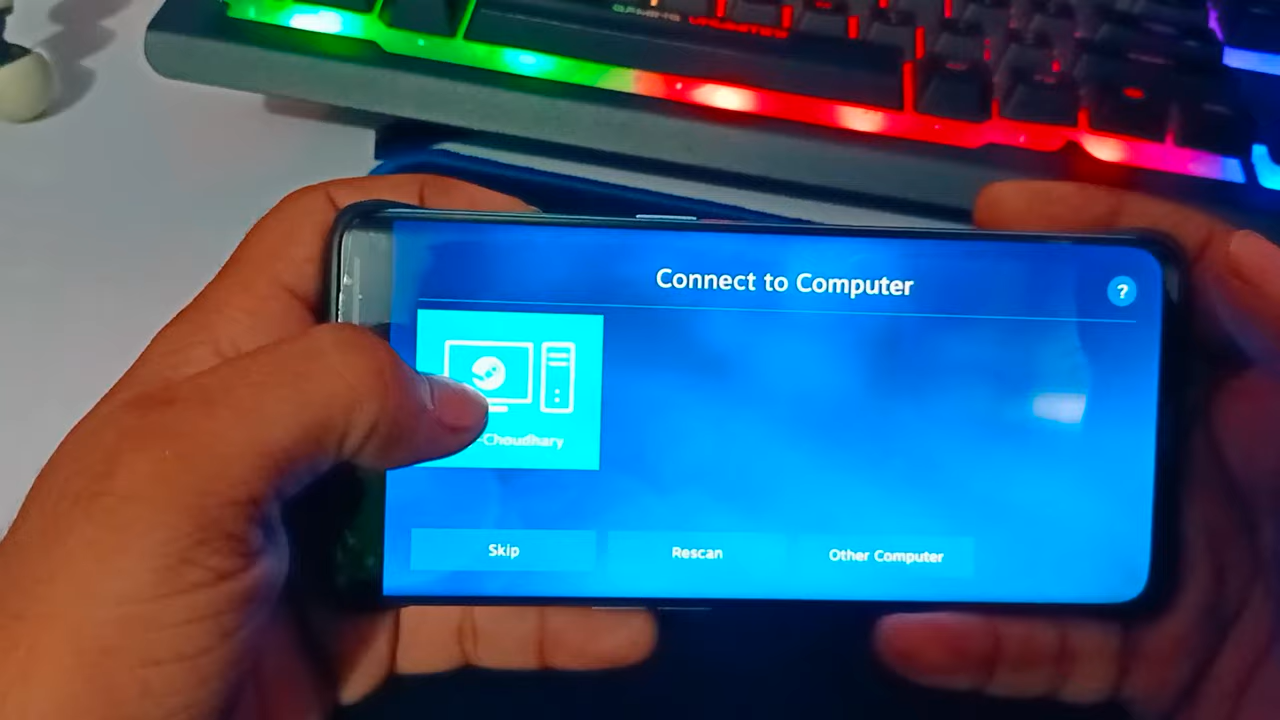 Connect to Computer
?
-Choudhary
Skip
Rescan
Other Computer